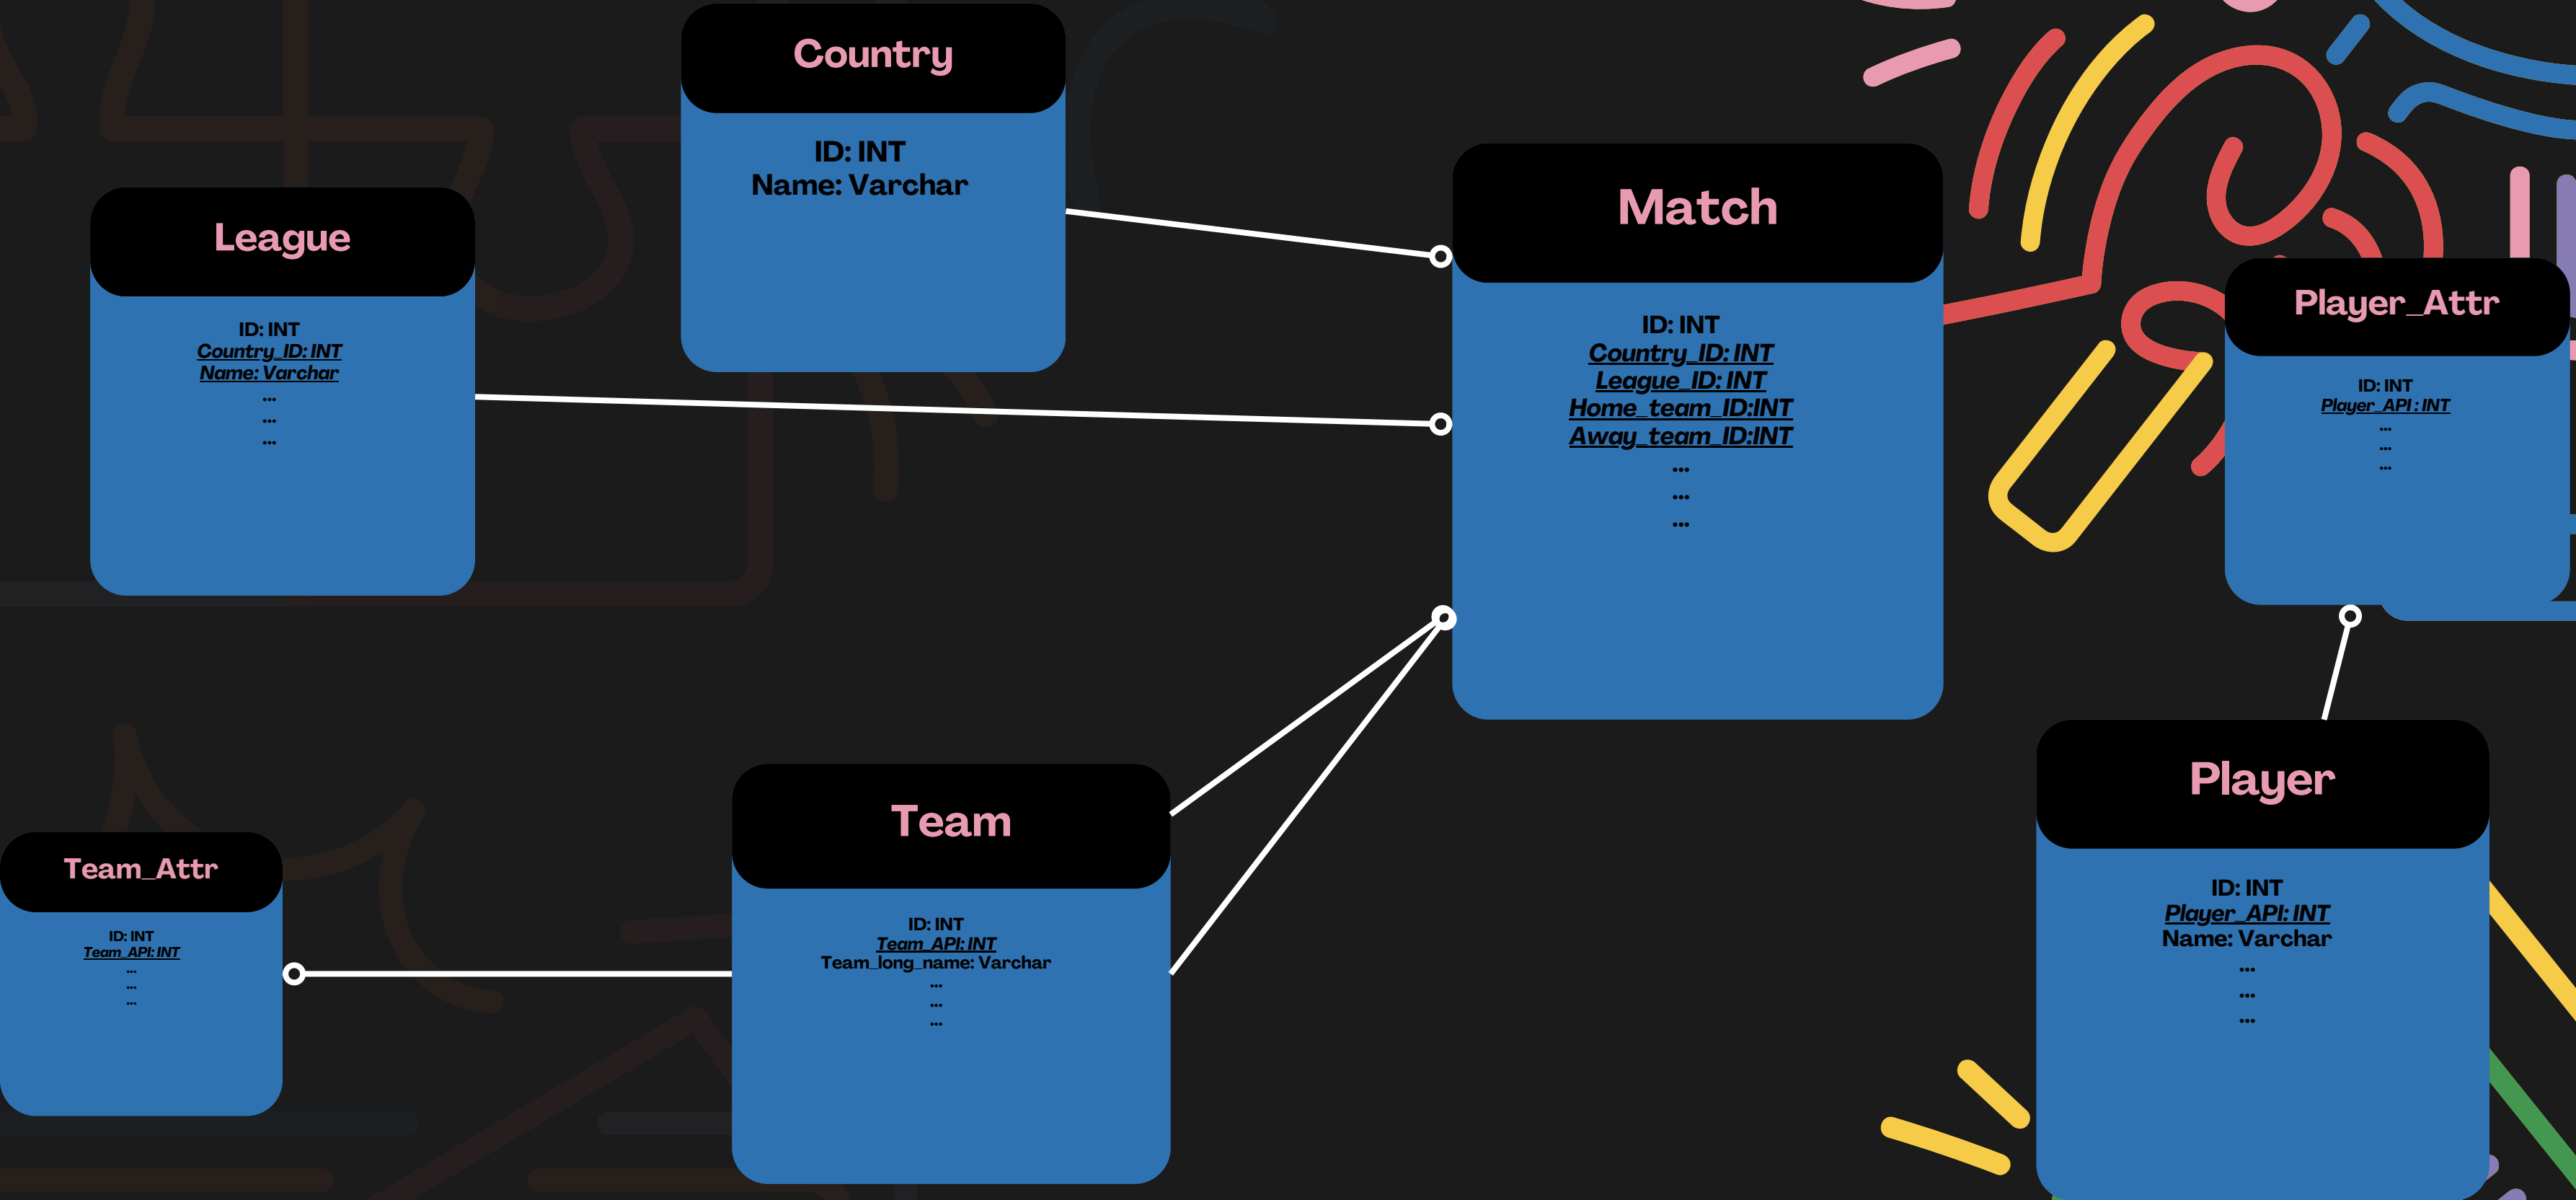 Country
ID: INT
Name: Varchar
League
ID: INT
Country_ID: INT
Name: Varchar
...
...
...
Match
ID: INT
Country_ID: INT
League_ID: INT
Home_team_ID:INT
Away_team_ID:INT
...
...
...
Player_Attr
ID: INT
Player_API : INT
...
...
...
Team_Attr
ID: INT
Team_API: INT
...
...
...
Team
ID: INT
Team_API: INT
Team_long_name: Varchar
...
...
...
Player
ID: INT
Player_API: INT
Name: Varchar
...
...
...